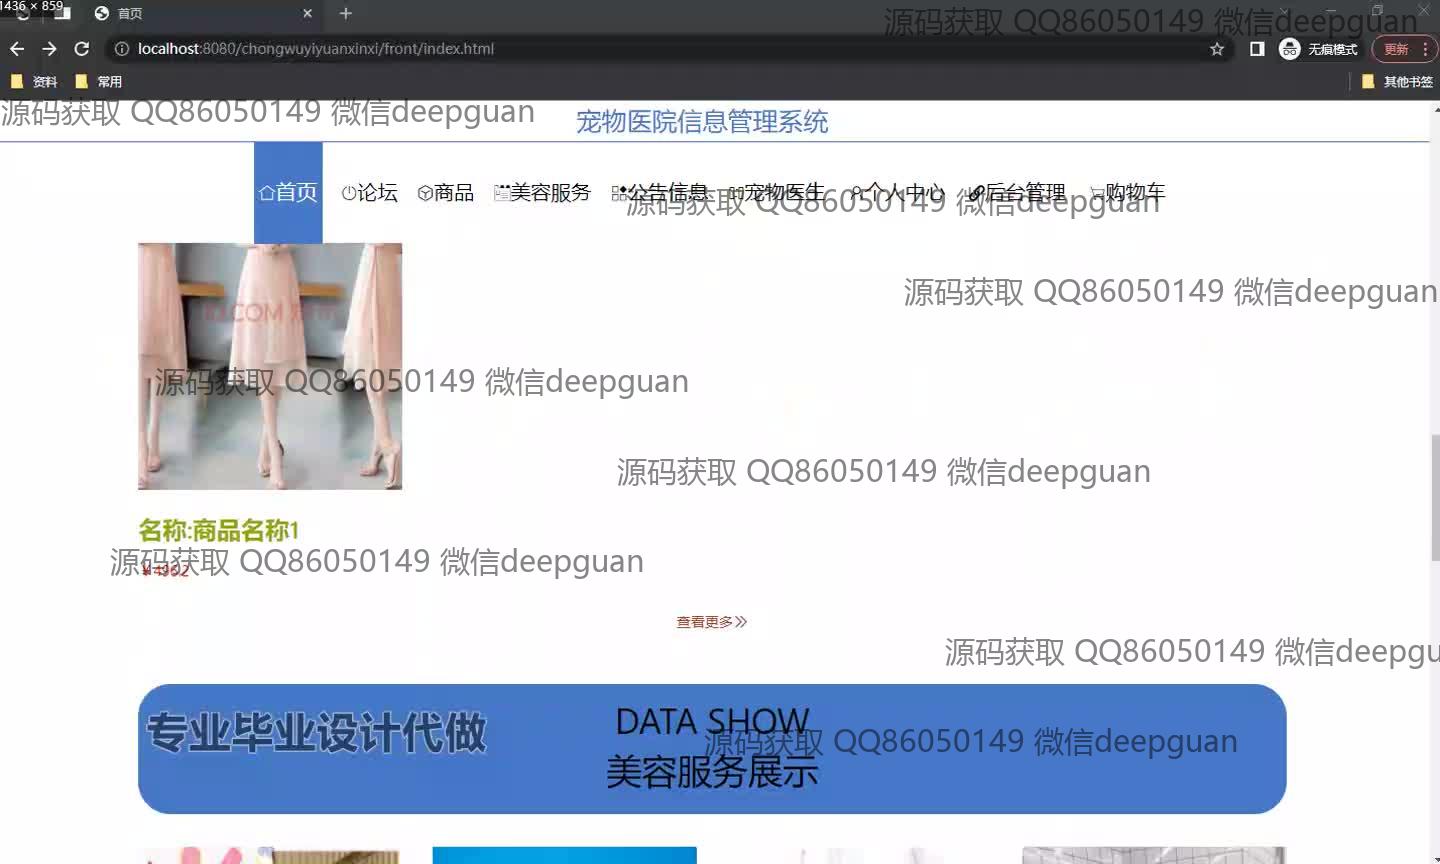 1436 × 859
首页
源码获取 QQ86050149 微信deepguan
localhost:8080/chongwuyiyuanxinxi/front/index.html
无痕模式
更新
资料
常用
其他书签
源码获取 QQ86050149 微信deepguan
宠物医院信息管理系统
首页
论坛
商品
美容服务
公告信息
宠物医生
个人中心
后台管理
购物车
源码获取 QQ86050149 微信deepguan
源码获取 QQ86050149 微信deepguan
源码获取 QQ86050149 微信deepguan
源码获取 QQ86050149 微信deepguan
名称:商品名称1
源码获取 QQ86050149 微信deepguan
¥496.2
查看更多
源码获取 QQ86050149 微信deepgu
专业毕业设计代做
DATA SHOW
源码获取 QQ86050149 微信deepguan
美容服务展示